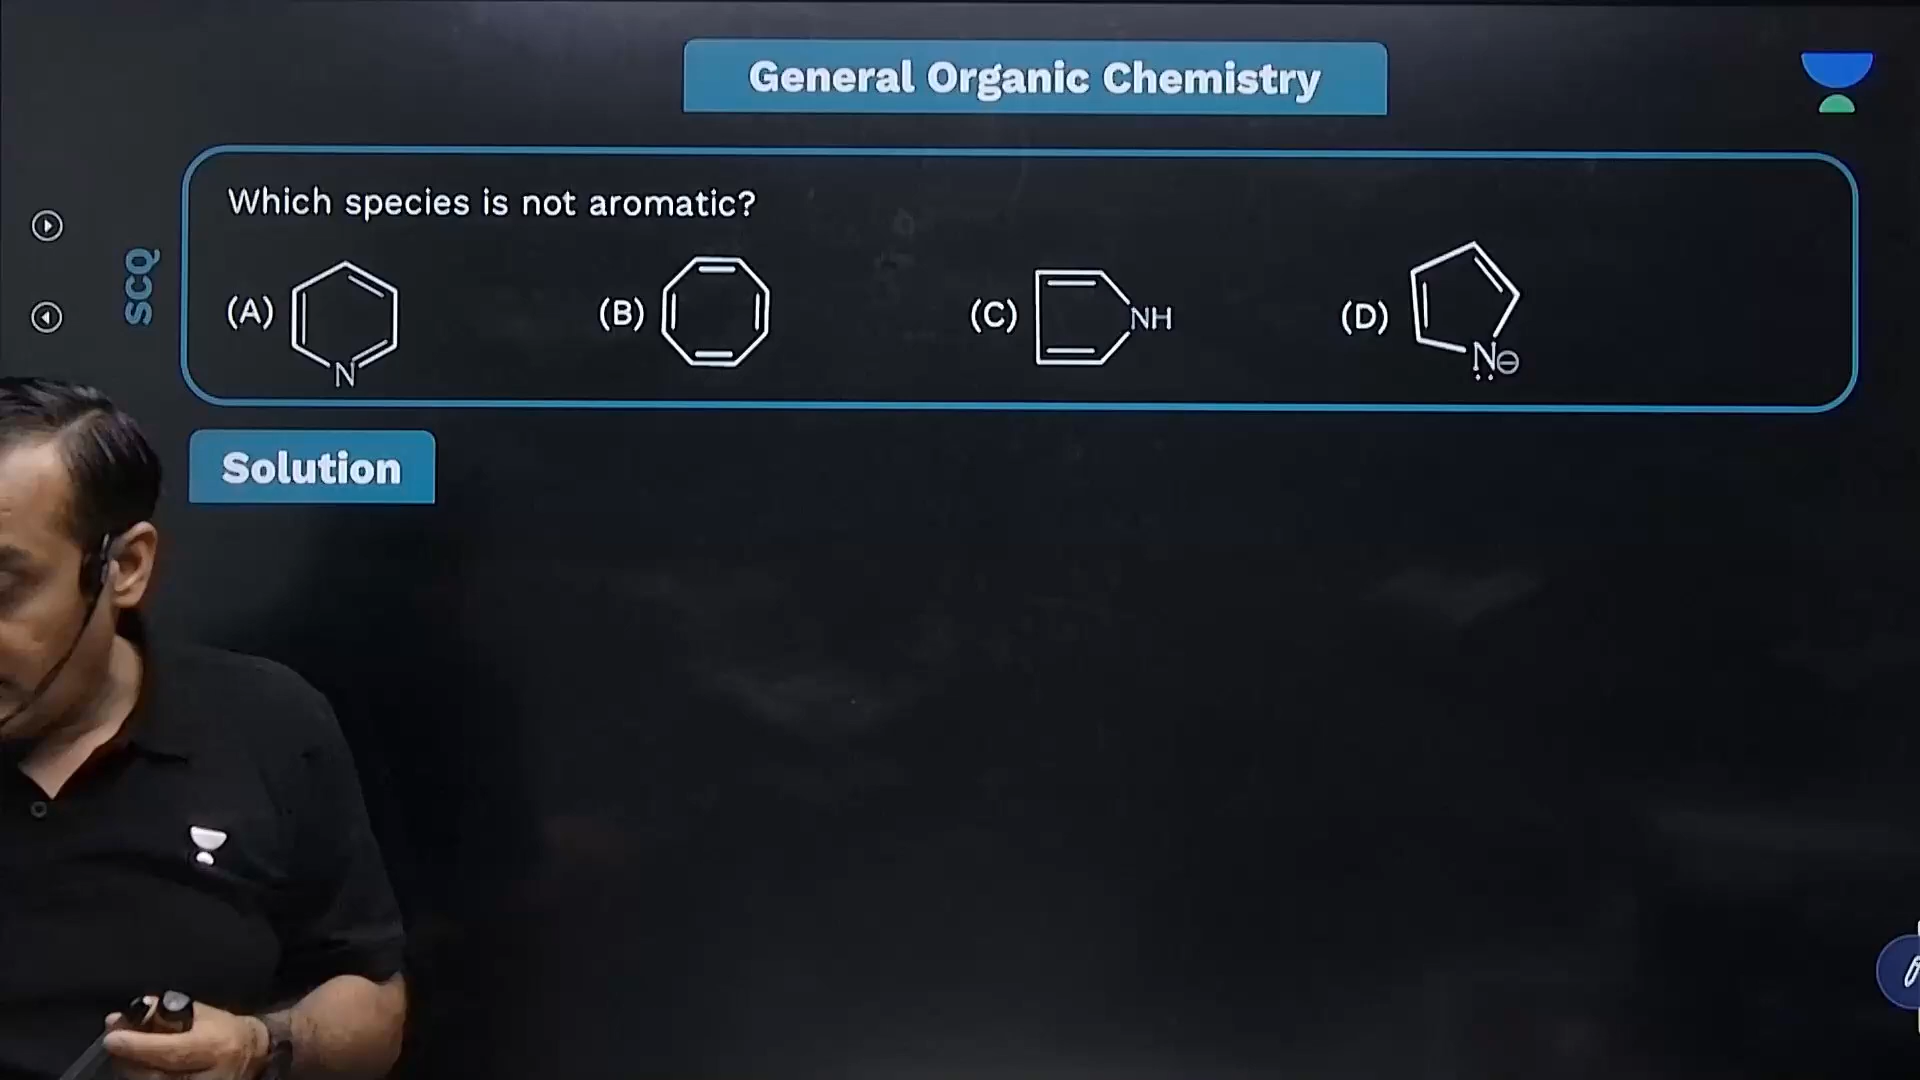 General Organic Chemistry
SCQ
Which species is not aromatic?
(A)
N
(B)
(C)
NH
(D)
N⊖
Solution